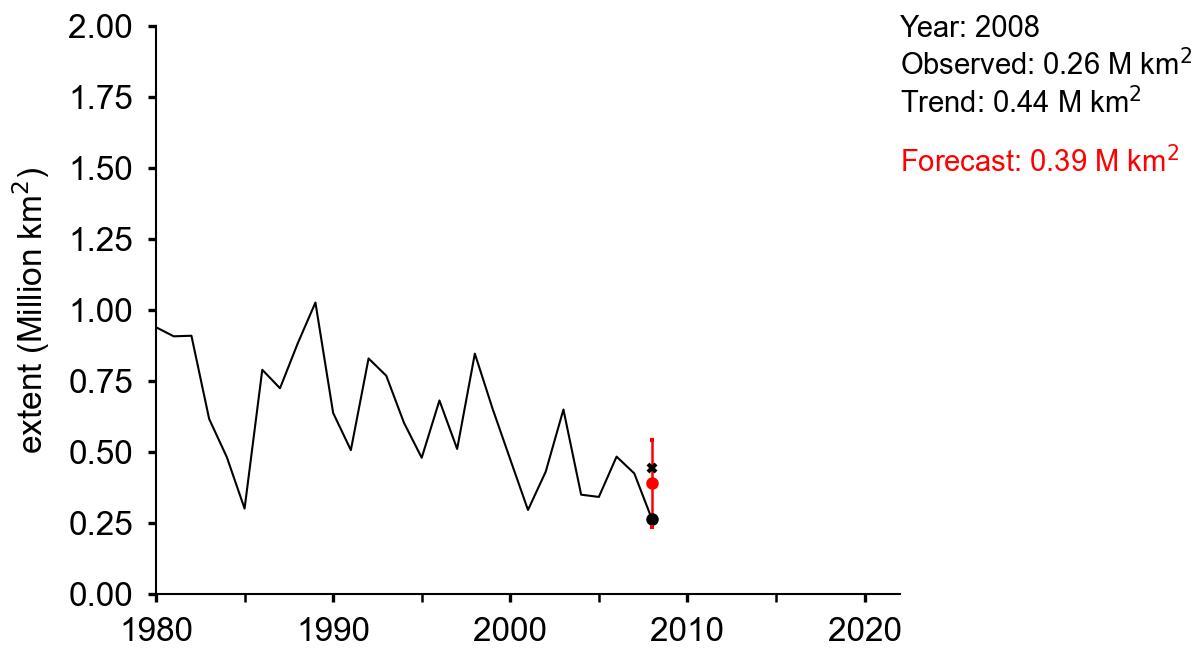 2.00
1.75
1.50
1.25
1.00
0.75
0.50
0.25
0.00
extent (Million km²)
1980 1990 2000 2010 2020
Year: 2008
Observed: 0.26 M km²
Trend: 0.44 M km²
Forecast: 0.39 M km²